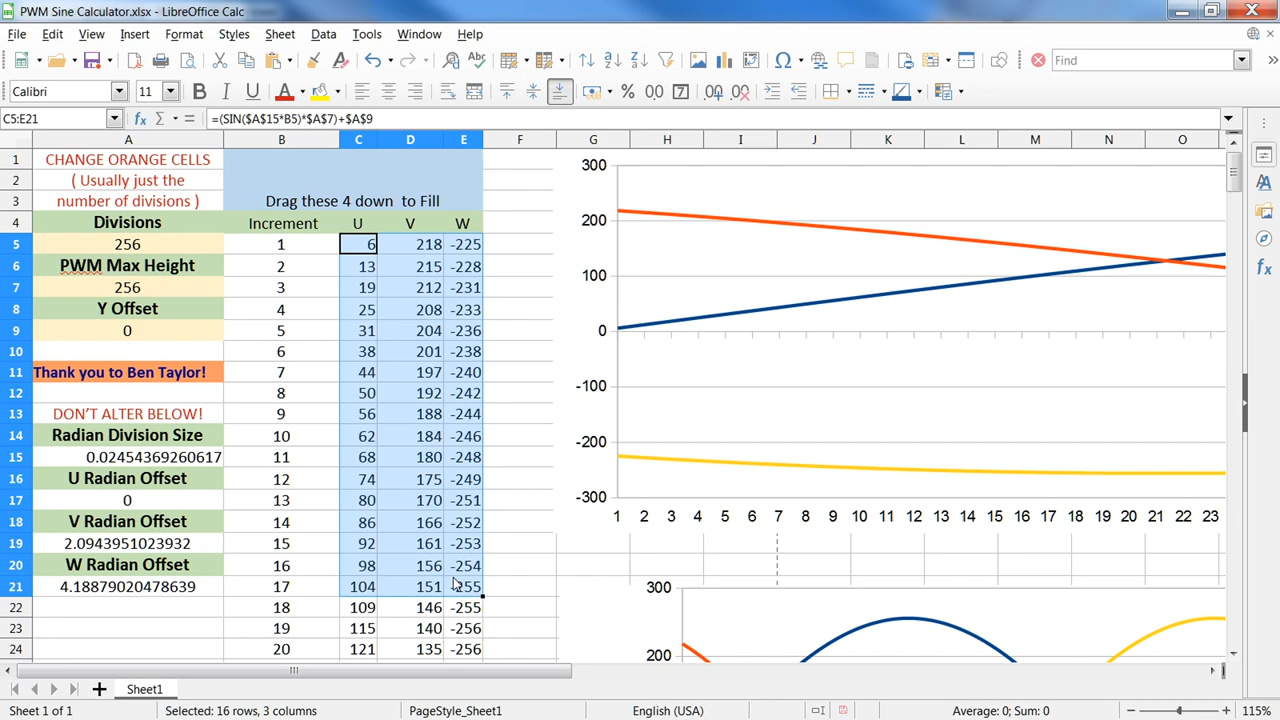 PWM Sine Calculator.xlsx - LibreOffice Calc
File Edit View Insert Format Styles Sheet Data Tools Window Help
Find
Calibri 11
C5:E21 =(SIN($A$15*B5)*$A$7)+$A$9
A B C D E F G H I J K L M N O
1 CHANGE ORANGE CELLS
2 ( Usually just the
3 number of divisions ) Drag these 4 down to Fill
4 Divisions Increment U V W
5 256 1 6 218 -225
6 PWM Max Height 2 13 215 -228
7 256 3 19 212 -231
8 Y Offset 4 25 208 -233
9 0 5 31 204 -236
10 6 38 201 -238
11 Thank you to Ben Taylor! 7 44 197 -240
12 8 50 192 -242
13 DON'T ALTER BELOW! 9 56 188 -244
14 Radian Division Size 10 62 184 -246
15 0.02454369260617 11 68 180 -248
16 U Radian Offset 12 74 175 -249
17 0 13 80 170 -251
18 V Radian Offset 14 86 166 -252
19 2.0943951023932 15 92 161 -253
20 W Radian Offset 16 98 156 -254
21 4.18879020478639 17 104 151 -255
22 18 109 146 -255
23 19 115 140 -256
24 20 121 135 -256
300
200
100
0
-100
-200
-300
1 2 3 4 5 6 7 8 9 10 11 12 13 14 15 16 17 18 19 20 21 22 23
300
200
Sheet1
Sheet 1 of 1 Selected: 16 rows, 3 columns PageStyle_Sheet1 English (USA) Average: 0; Sum: 0 115%